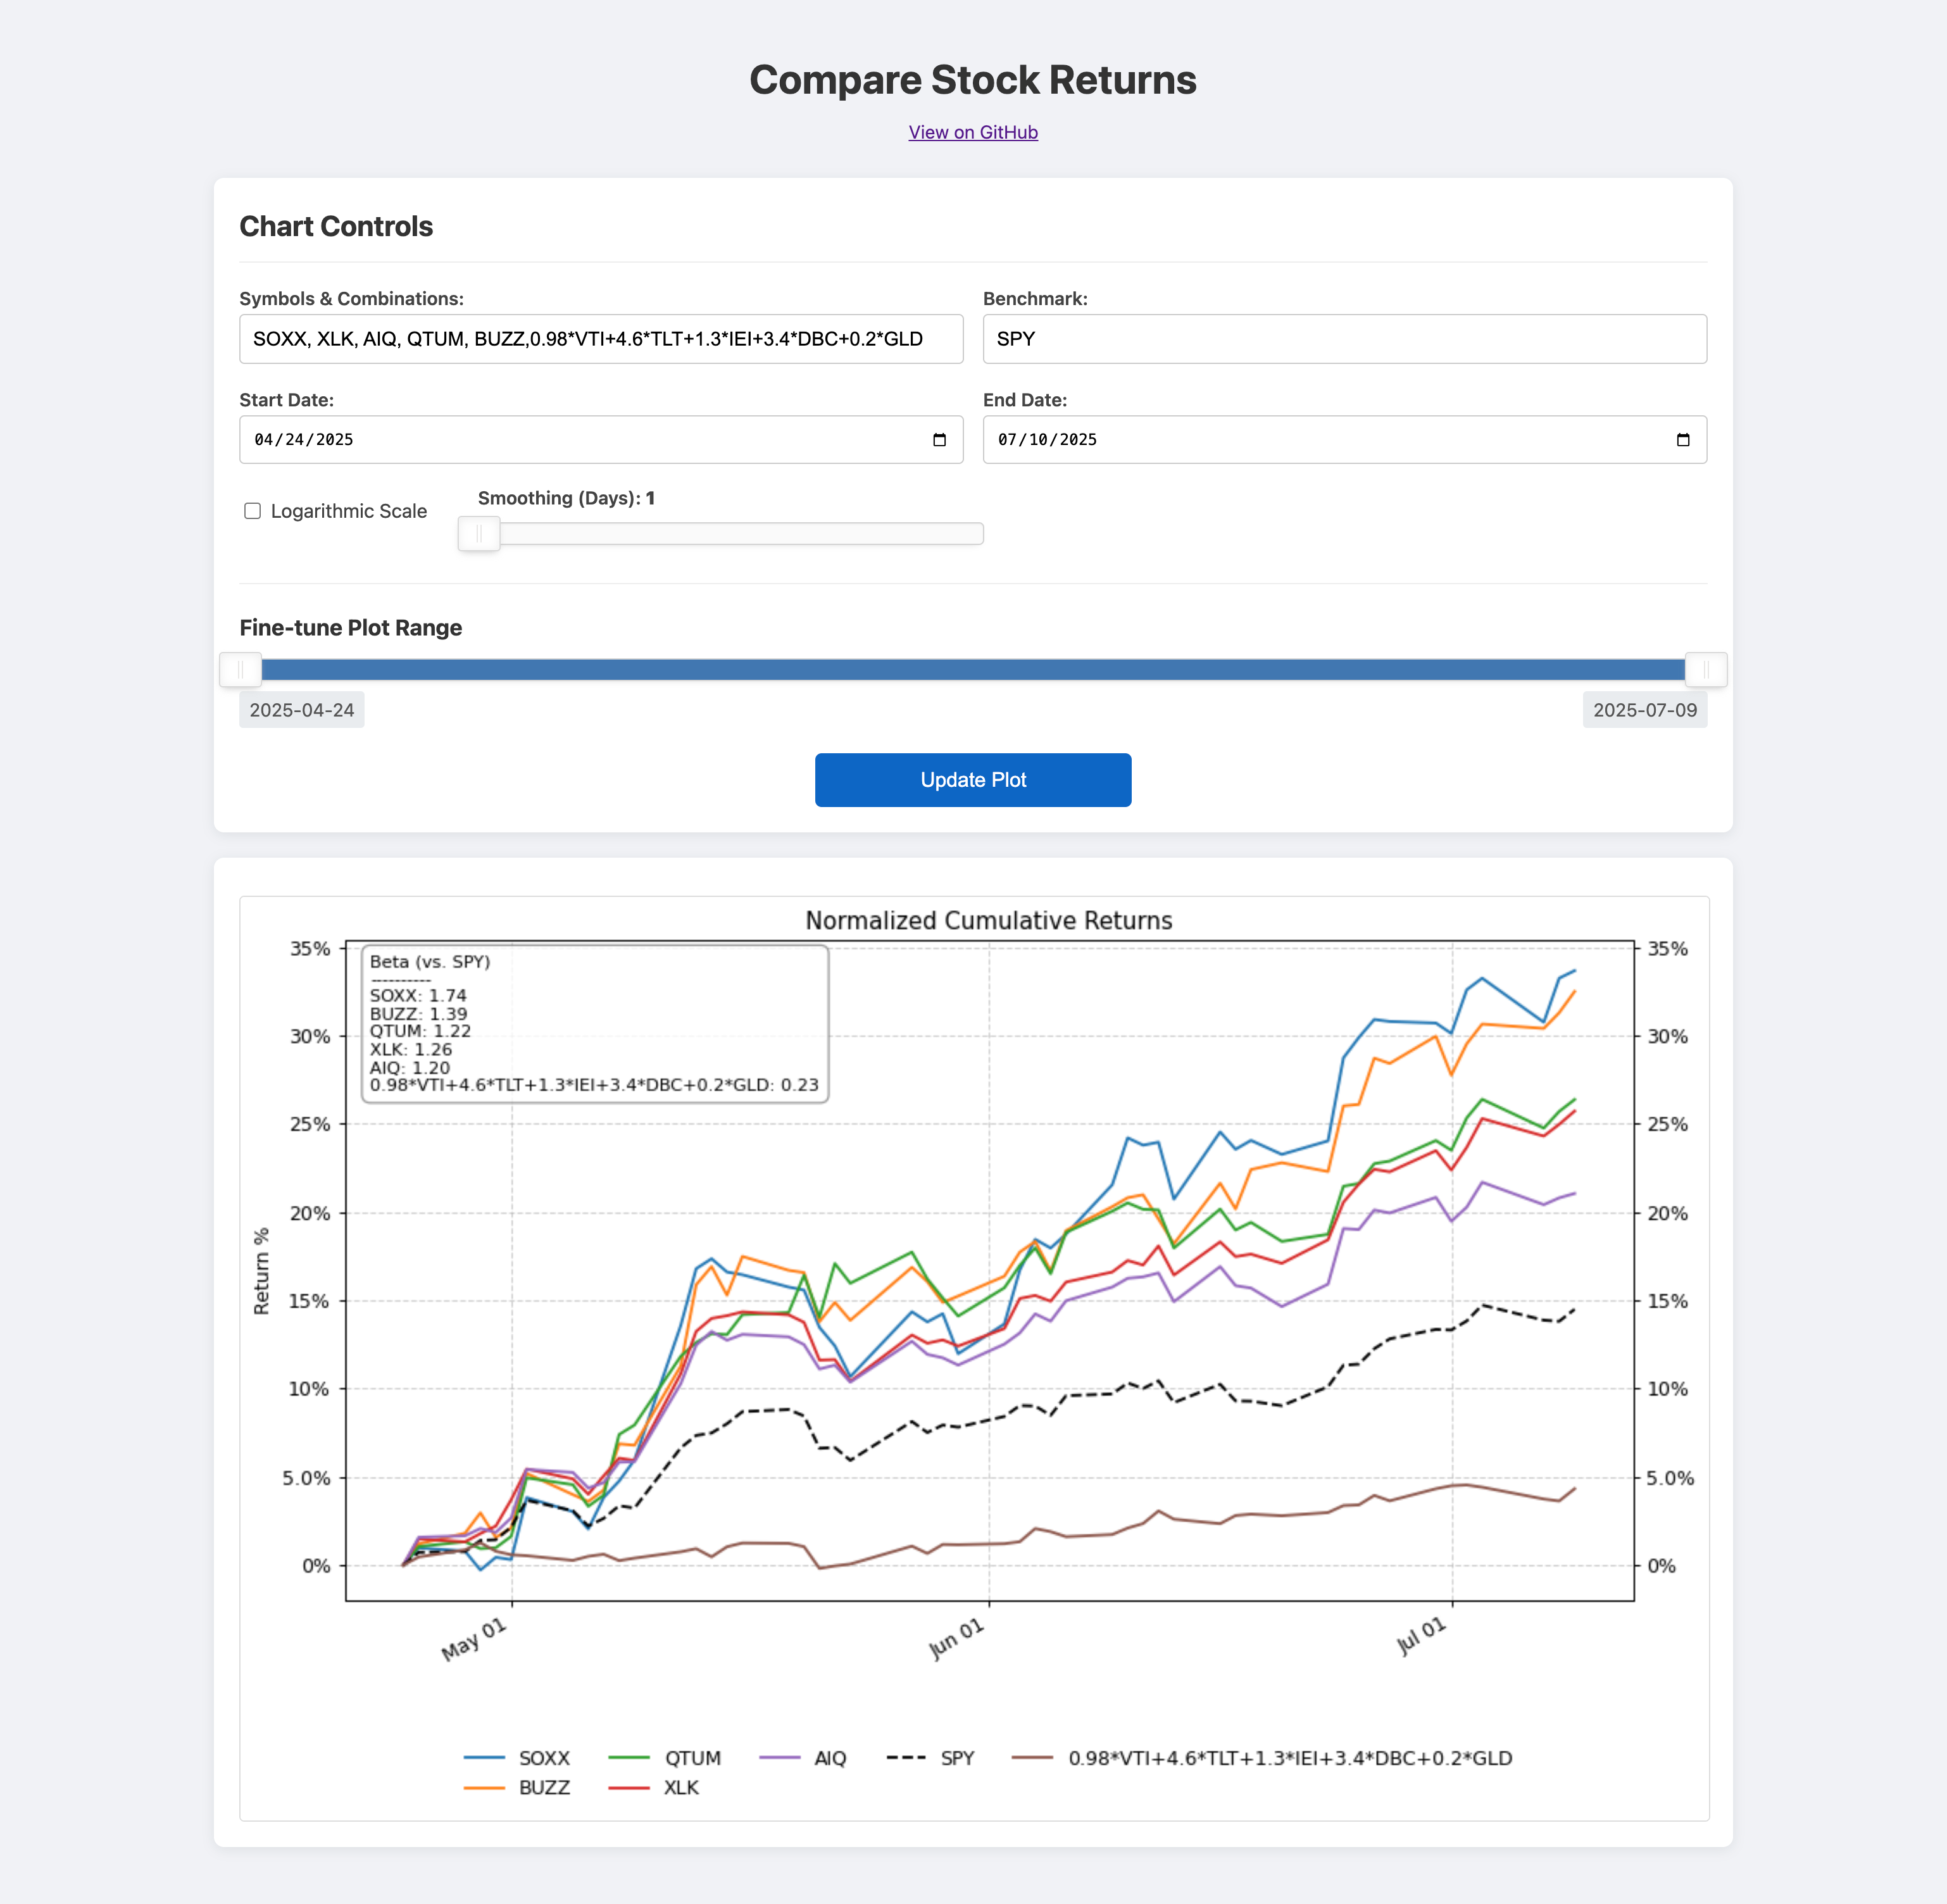 Compare Stock Returns
View on GitHub
Chart Controls
Symbols & Combinations:
SOXX, XLK, AIQ, QTUM, BUZZ,0.98*VTI+4.6*TLT+1.3*IEI+3.4*DBC+0.2*GLD
Benchmark:
SPY
Start Date:
04/24/2025
End Date:
07/10/2025
Logarithmic Scale
Smoothing (Days): 1
Fine-tune Plot Range
2025-04-24
2025-07-09
Update Plot
Normalized Cumulative Returns
Beta (vs. SPY)
----------
SOXX: 1.74
BUZZ: 1.39
QTUM: 1.22
XLK: 1.26
AIQ: 1.20
0.98*VTI+4.6*TLT+1.3*IEI+3.4*DBC+0.2*GLD: 0.23
Return %
35%
30%
25%
20%
15%
10%
5.0%
0%
35%
30%
25%
20%
15%
10%
5.0%
0%
May 01
Jun 01
Jul 01
SOXX
QTUM
AIQ
SPY
0.98*VTI+4.6*TLT+1.3*IEI+3.4*DBC+0.2*GLD
BUZZ
XLK